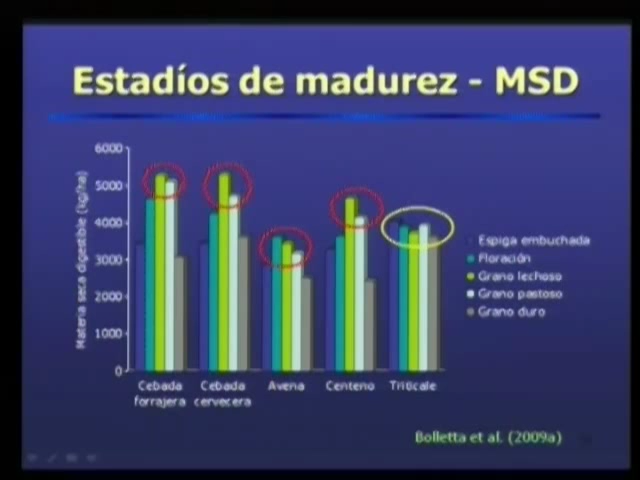 Estadíos de madurez - MSD
Materia seca digestible (kg/ha)
6000
5000
4000
3000
2000
1000
0
Cebada forrajera
Cebada cervecera
Avena
Centeno
Triticale
Espiga embuchada
Floración
Grano lechoso
Grano pastoso
Grano duro
Bolletta et al. (2009a)